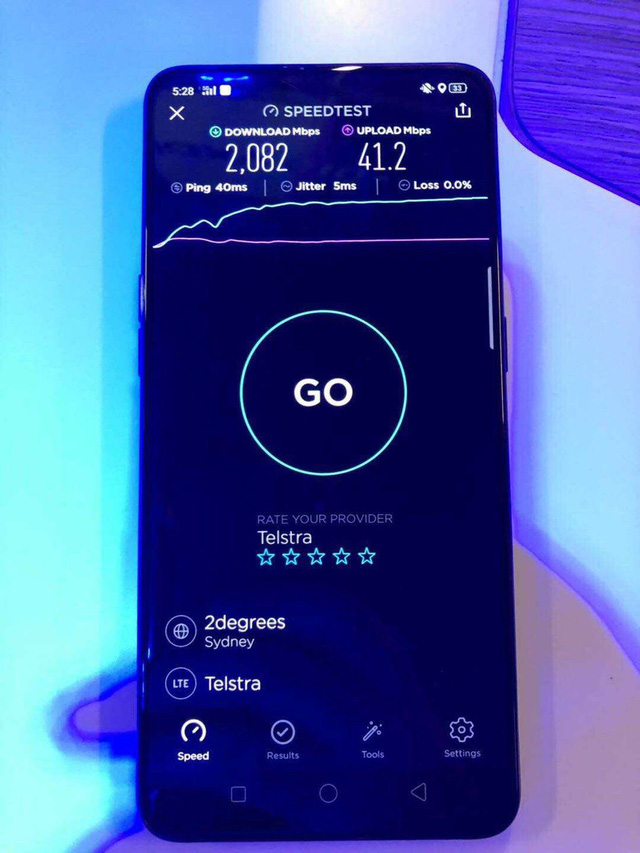 5:28
33
SPEEDTEST
DOWNLOAD Mbps
UPLOAD Mbps
2,082
41.2
Ping 40ms
Jitter 5ms
Loss 0.0%
GO
RATE YOUR PROVIDER
Telstra
2degrees
Sydney
LTE Telstra
Speed
Results
Tools
Settings